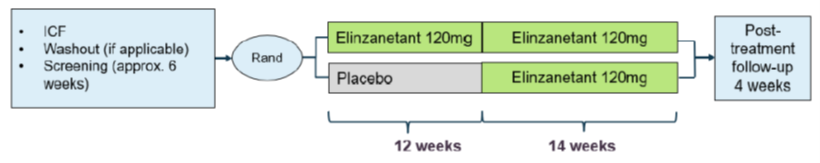 • ICF
• Washout (if applicable)
• Screening (approx. 6
weeks)
Rand
Elinzanetant 120mg
Elinzanetant 120mg
Placebo
Elinzanetant 120mg
12 weeks
14 weeks
Post-
treatment
follow-up
4 weeks